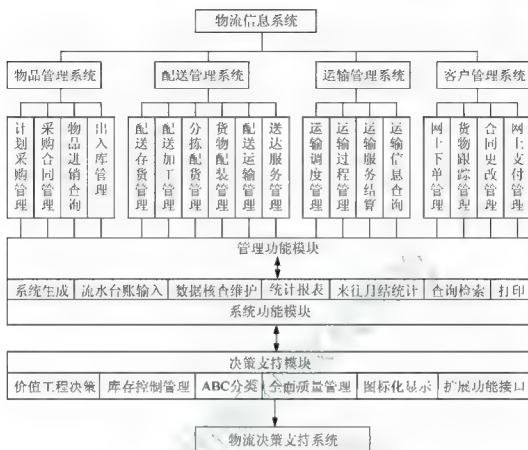 物流信息系统
物品管理系统 配送管理系统 运输管理系统 客户管理系统
计划采购管理 采购合同管理 物品进销查询 出入库管理 配送存货管理 配送加工管理 分拣配货管理 货物配装管理 配送运输管理 送达服务管理 运输调度管理 运输过程管理 运输服务结算 运输信息查询 网上下单管理 货物跟踪管理 合同更改管理 网上支付管理
管理功能模块
系统生成 流水台账输入 数据核查维护 统计报表 来往月结统计 查询检索 打印
系统功能模块
决策支持模块
价值工程决策 库存控制管理 ABC分类 全面质量管理 图标化显示 扩展功能接口
物流决策支持系统